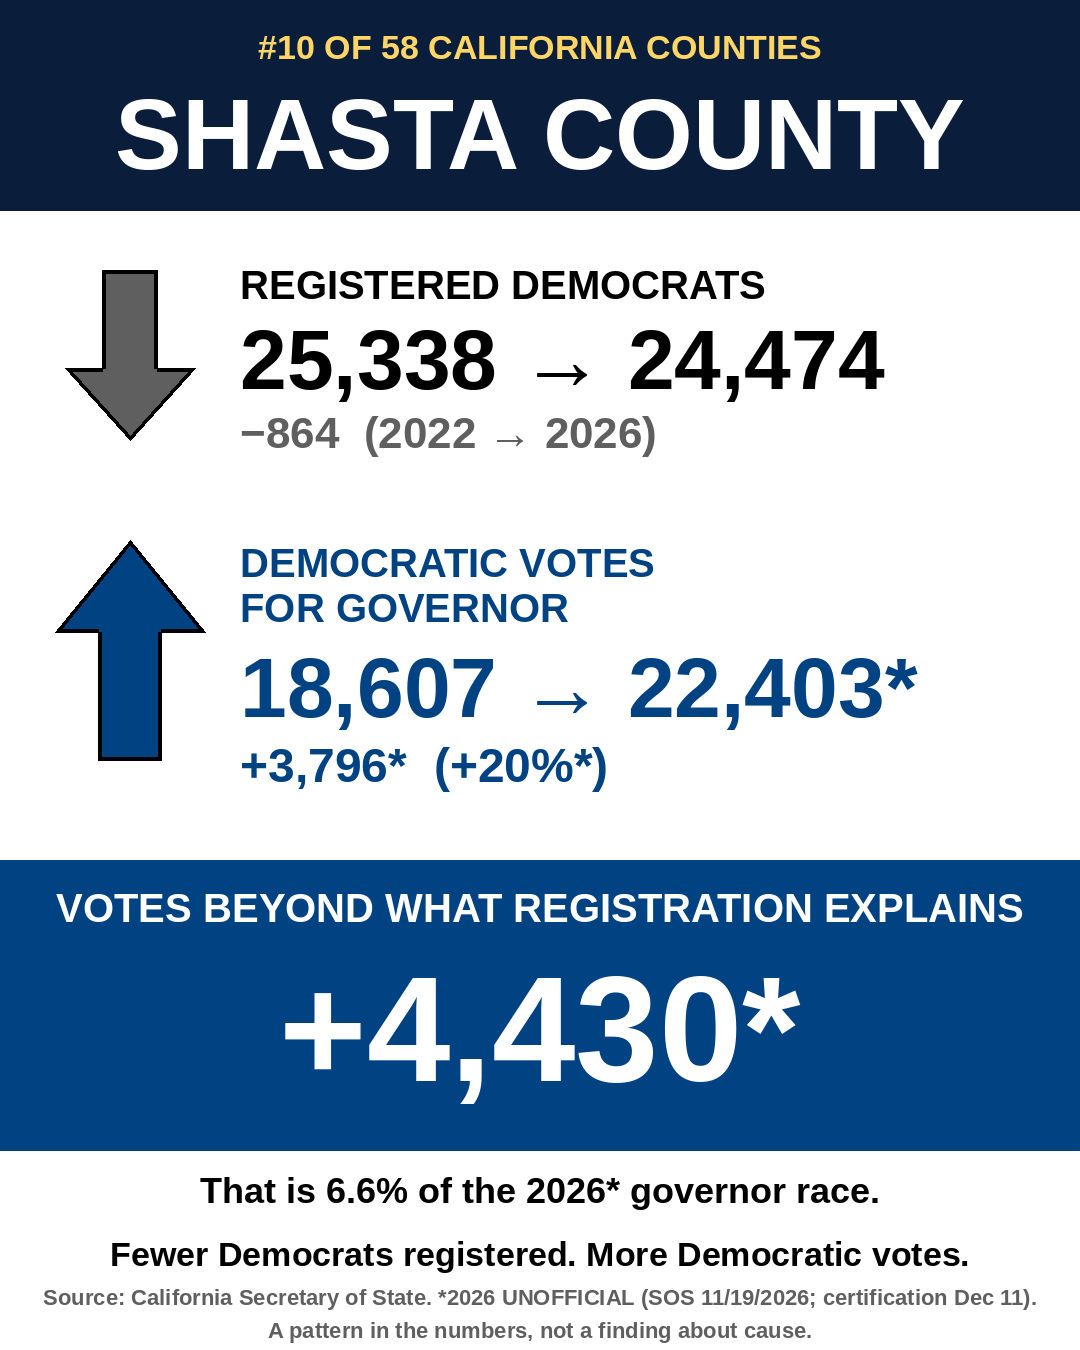 #10 OF 58 CALIFORNIA COUNTIES
SHASTA COUNTY
REGISTERED DEMOCRATS
25,338 → 24,474
−864 (2022 → 2026)
DEMOCRATIC VOTES
FOR GOVERNOR
18,607 → 22,403*
+3,796* (+20%*)
VOTES BEYOND WHAT REGISTRATION EXPLAINS
+4,430*
That is 6.6% of the 2026* governor race.
Fewer Democrats registered. More Democratic votes.
Source: California Secretary of State. *2026 UNOFFICIAL (SOS 11/19/2026; certification Dec 11).
A pattern in the numbers, not a finding about cause.